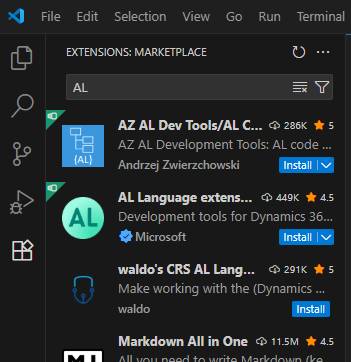 File Edit Selection View Go Run Terminal
EXTENSIONS: MARKETPLACE
AL
AZ AL Dev Tools/AL C... 286K 5
AZ AL Development Tools: AL code ...
Andrzej Zwierzchowski Install
{AL}
AL Language exten... 449K 4.5
Development tools for Dynamics 36...
AL
Microsoft Install
waldo's CRS AL Lang... 291K 5
Make working with the (Dynamics ...
waldo Install
Markdown All in One 11.5M 4.5
All you need to write Markdown (ke...